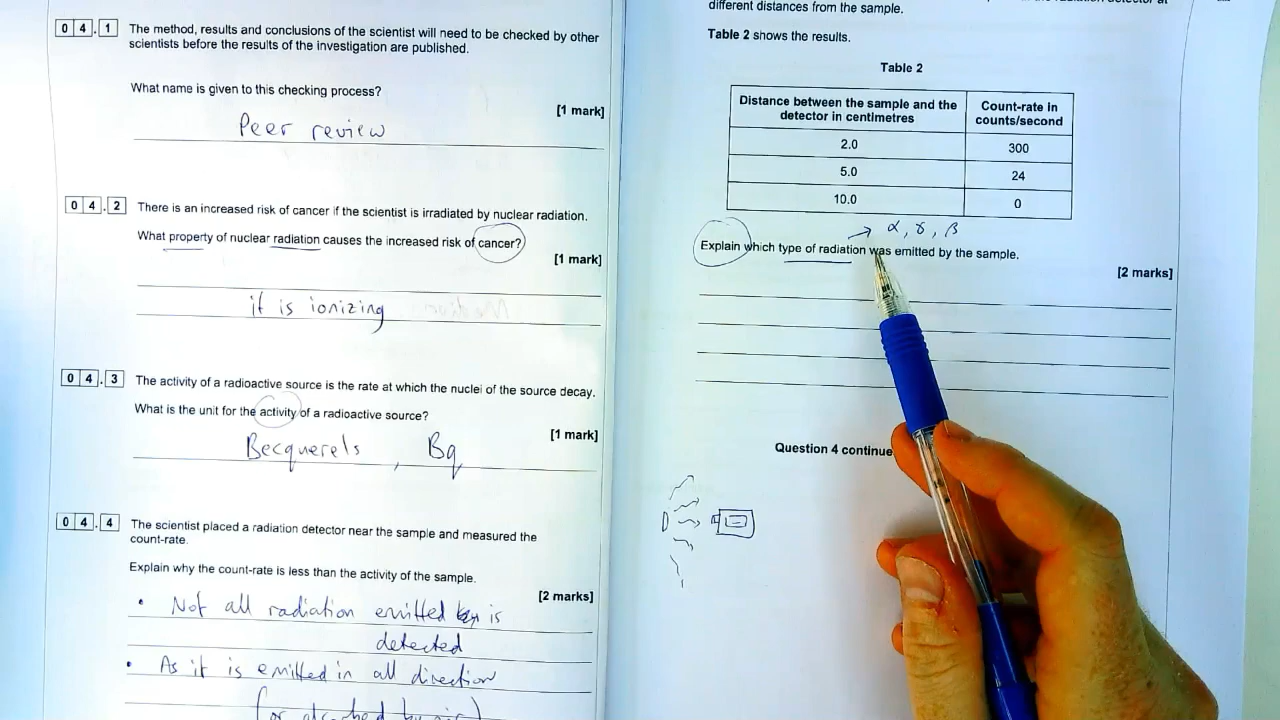 0 4 . 1 The method, results and conclusions of the scientist will need to be checked by other
scientists before the results of the investigation are published.
What name is given to this checking process?
[1 mark]
Peer review
0 4 . 2 There is an increased risk of cancer if the scientist is irradiated by nuclear radiation.
What property of nuclear radiation causes the increased risk of cancer?
[1 mark]
it is ionizing
0 4 . 3 The activity of a radioactive source is the rate at which the nuclei of the source decay.
What is the unit for the activity of a radioactive source?
[1 mark]
Becquerels , Bq
0 4 . 4 The scientist placed a radiation detector near the sample and measured the
count-rate.
Explain why the count-rate is less than the activity of the sample.
[2 marks]
• Not all radiation emitted is
detected
• As it is emitted in all direction
different distances from the sample.
Table 2 shows the results.
Table 2
Distance between the sample and the detector in centimetres Count-rate in counts/second
2.0 300
5.0 24
10.0 0
→ α, γ, β
Explain which type of radiation was emitted by the sample.
[2 marks]
Question 4 continue